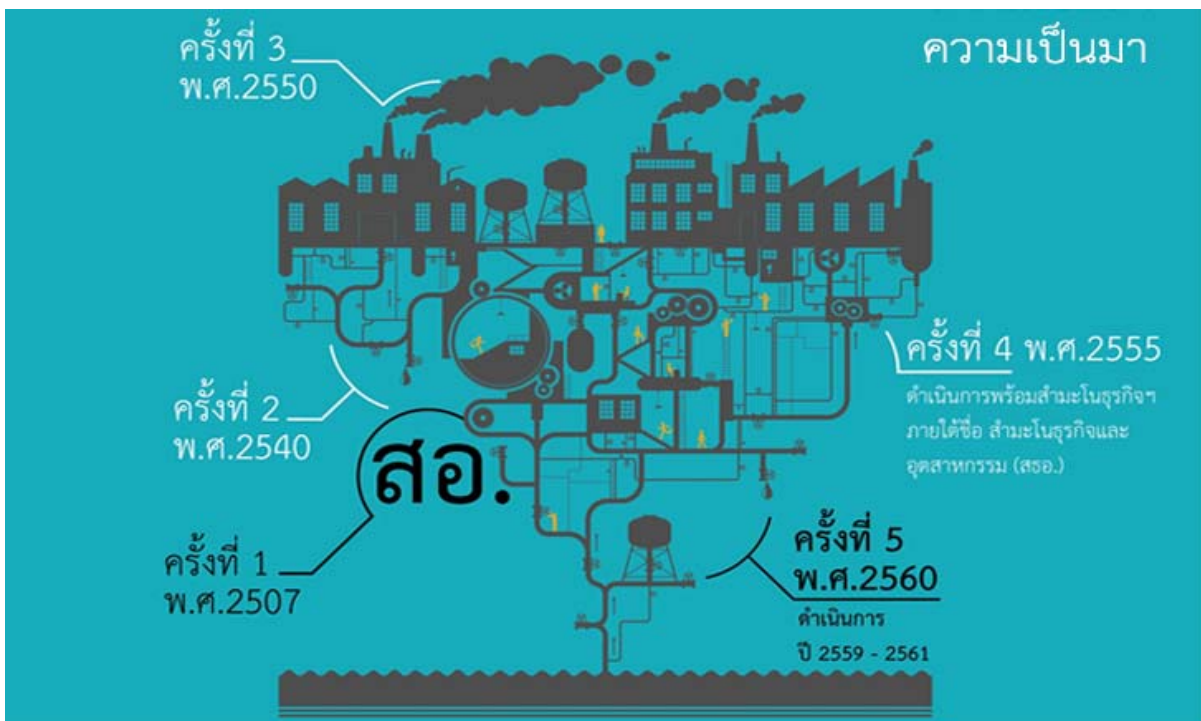 ความเป็นมา
ครั้งที่ 3
พ.ศ.2550
ครั้งที่ 4 พ.ศ.2555
ดำเนินการพร้อมสำมะโนธุรกิจฯ
ภายใต้ชื่อ สำมะโนธุรกิจและ
อุตสาหกรรม (สธอ.)
ครั้งที่ 2
พ.ศ.2540
สอ.
ครั้งที่ 1
พ.ศ.2507
ครั้งที่ 5
พ.ศ.2560
ดำเนินการ
ปี 2559 - 2561